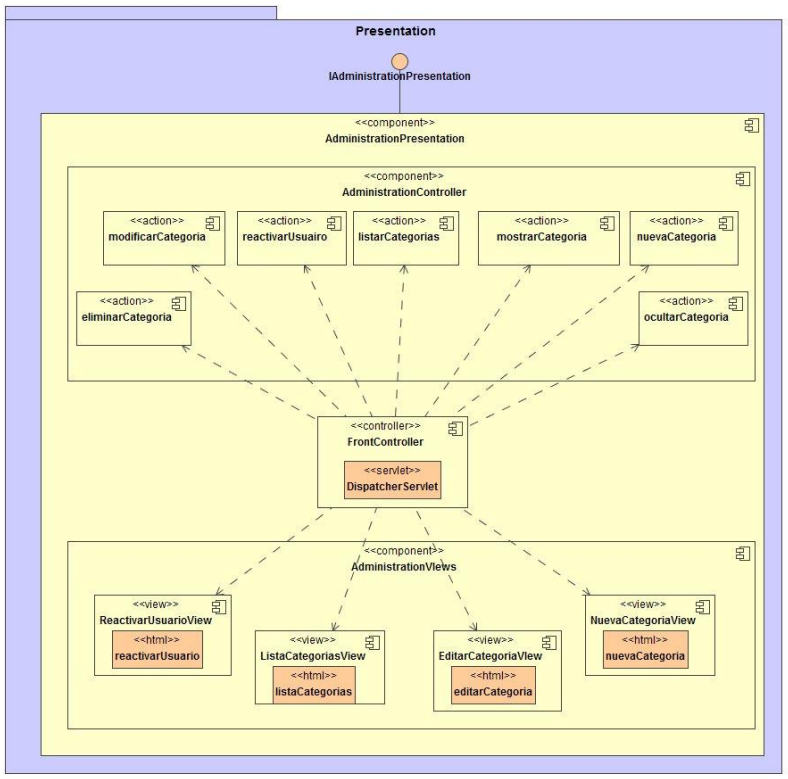 Presentation
IAdministrationPresentation
<<component>>
AdministrationPresentation
<<component>>
AdministrationController
<<action>>
modificarCategoria
<<action>>
reactivarUsuairo
<<action>>
listarCategorias
<<action>>
mostrarCategoria
<<action>>
nuevaCategoria
<<action>>
eliminarCategoria
<<action>>
ocultarCategoria
<<controller>>
FrontController
<<servlet>>
DispatcherServlet
<<component>>
AdministrationVIews
<<view>>
ReactivarUsuarioView
<<html>>
reactivarUsuario
<<view>>
ListaCategoriasView
<<html>>
listaCategorias
<<view>>
EditarCategoriaVIew
<<html>>
editarCategoria
<<view>>
NuevaCategoriaView
<<html>>
nuevaCategoria